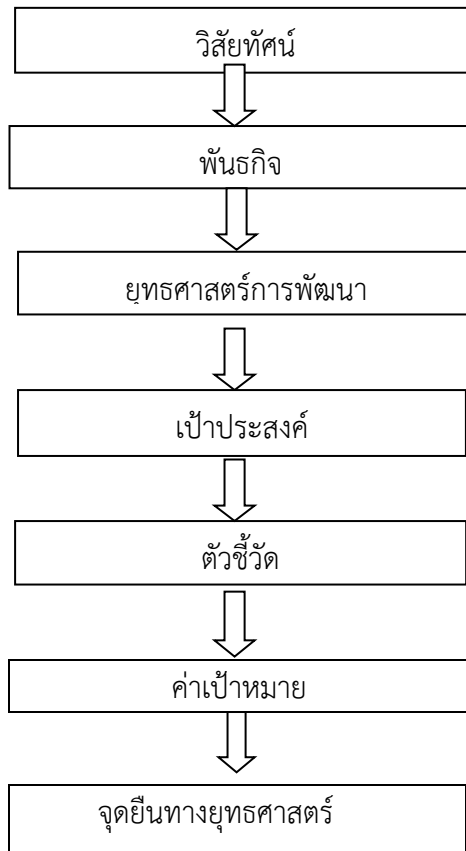 วิสัยทัศน์
พันธกิจ
ยุทธศาสตร์การพัฒนา
เป้าประสงค์
ตัวชี้วัด
ค่าเป้าหมาย
จุดยืนทางยุทธศาสตร์